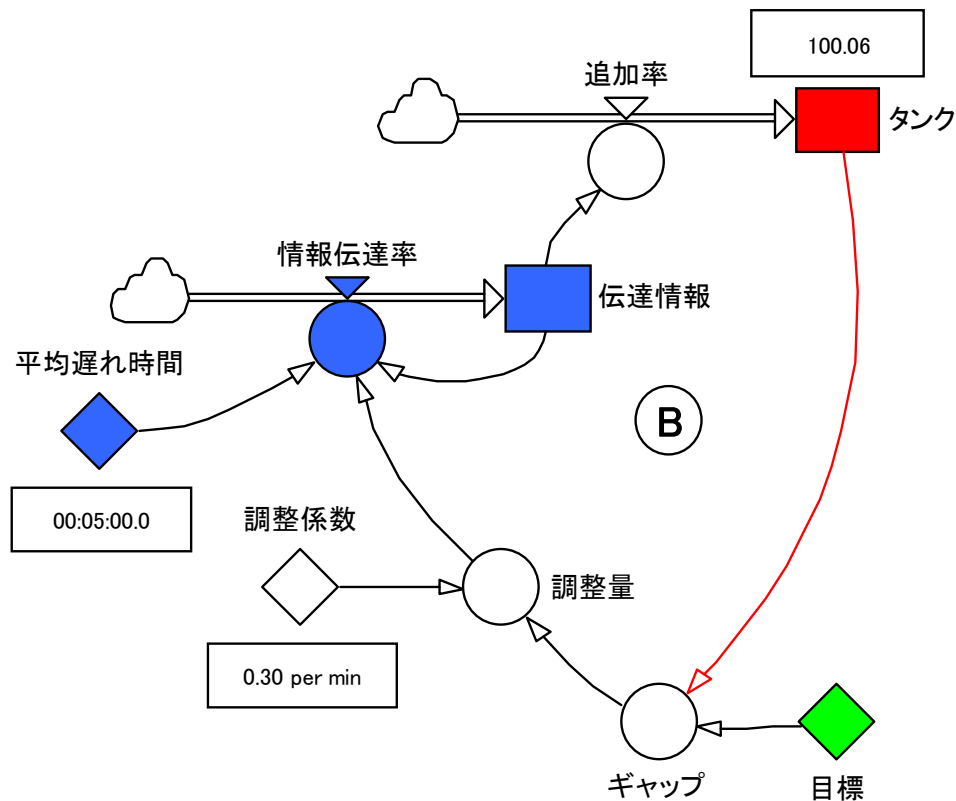 100.06
追加率
タンク
情報伝達率
伝達情報
平均遅れ時間
B
00:05:00.0
調整係数
調整量
0.30 per min
ギャップ
目標